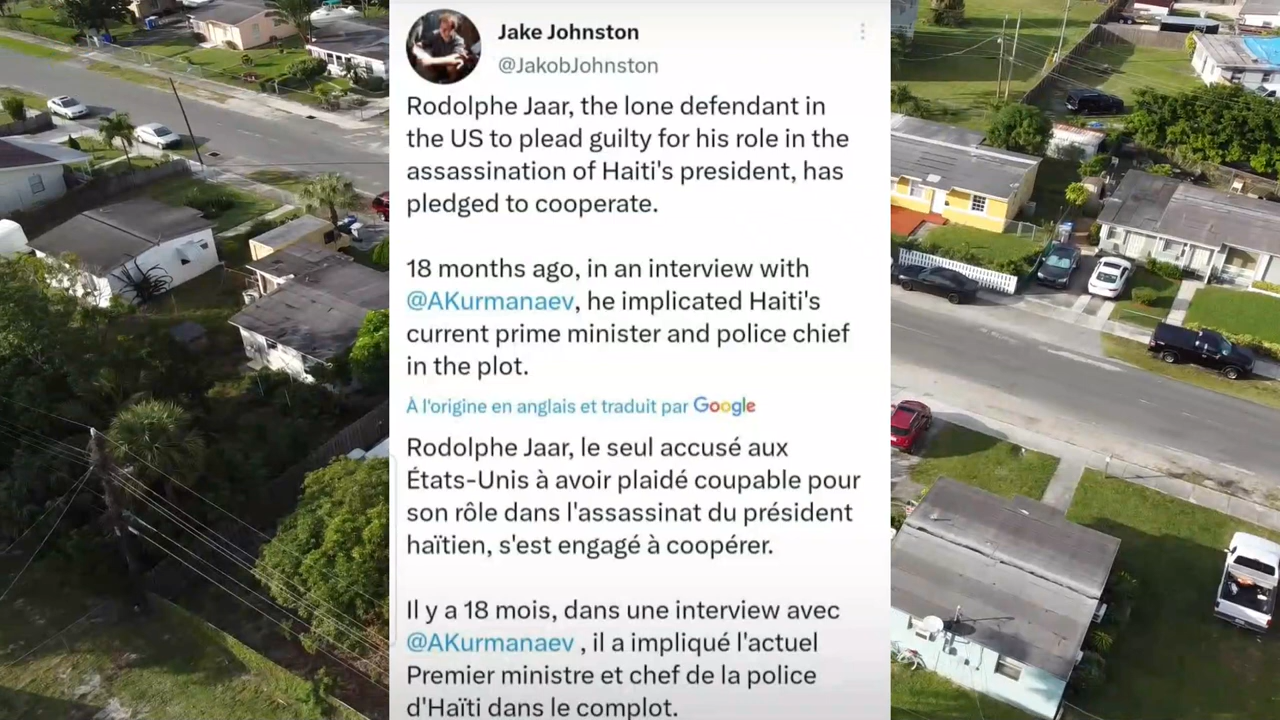 Jake Johnston
@JakobJohnston
Rodolphe Jaar, the lone defendant in
the US to plead guilty for his role in the
assassination of Haiti's president, has
pledged to cooperate.
18 months ago, in an interview with
@AKurmanaev, he implicated Haiti's
current prime minister and police chief
in the plot.
À l'origine en anglais et traduit par Google
Rodolphe Jaar, le seul accusé aux
États-Unis à avoir plaidé coupable pour
son rôle dans l'assassinat du président
haïtien, s'est engagé à coopérer.
Il y a 18 mois, dans une interview avec
@AKurmanaev , il a impliqué l'actuel
Premier ministre et chef de la police
d'Haïti dans le complot.